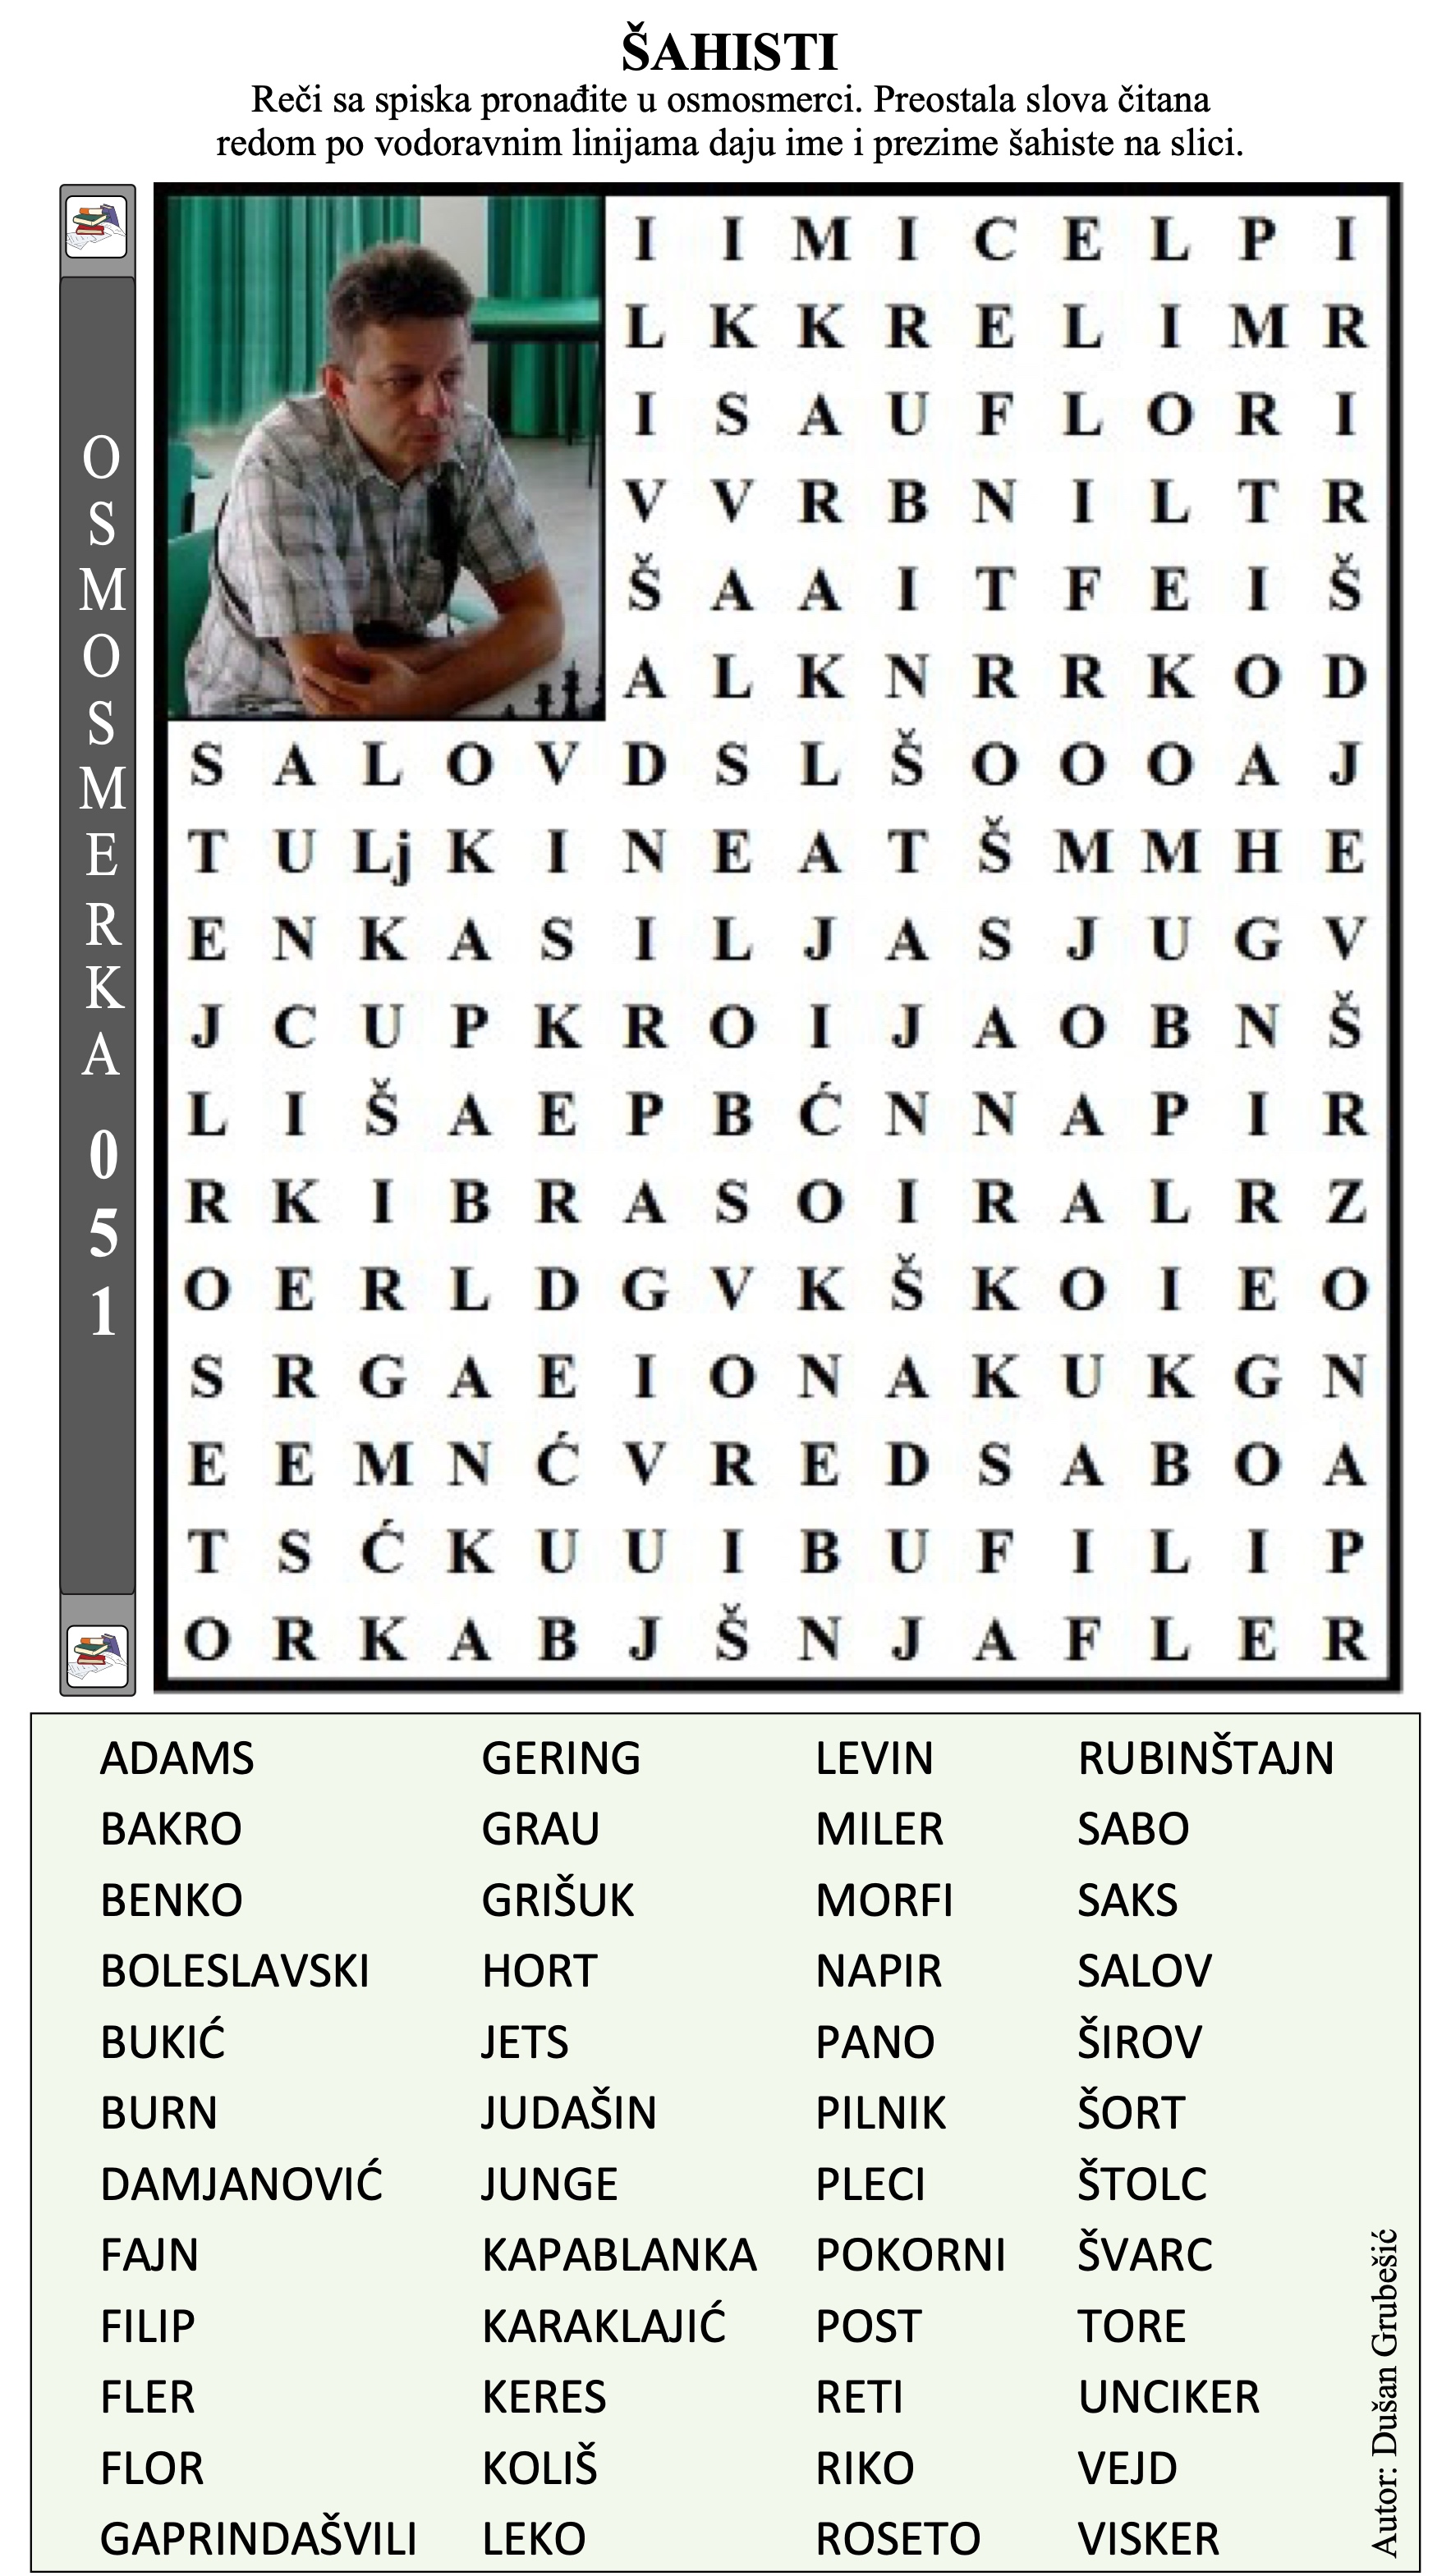 ŠAHISTI
Reči sa spiska pronađite u osmosmerci. Preostala slova čitana
redom po vodoravnim linijama daju ime i prezime šahiste na slici.
OSMOSMERKA 051
I I M I C E L P I
L K K R E L I M R
I S A U F L O R I
V V R B N I L T R
Š A A I T F E I Š
A L K N R R K O D
S A L O V D S L Š O O O A J
T U Lj K I N E A T Š M M H E
E N K A S I L J A S J U G V
J C U P K R O I J A O B N Š
L I Š A E P B Ć N N A P I R
R K I B R A S O I R A L R Z
O E R L D G V K Š K O I E O
S R G A E I O N A K U K G N
E E M N Ć V R E D S A B O A
T S Ć K U U I B U F I L I P
O R K A B J Š N J A F L E R
ADAMS GERING LEVIN RUBINŠTAJN
BAKRO GRAU MILER SABO
BENKO GRIŠUK MORFI SAKS
BOLESLAVSKI HORT NAPIR SALOV
BUKIĆ JETS PANO ŠIROV
BURN JUDAŠIN PILNIK ŠORT
DAMJANOVIĆ JUNGE PLECI ŠTOLC
FAJN KAPABLANKA POKORNI ŠVARC
FILIP KARAKLAJIĆ POST TORE
FLER KERES RETI UNCIKER
FLOR KOLIŠ RIKO VEJD
GAPRINDAŠVILI LEKO ROSETO VISKER
Autor: Dušan Grubešić